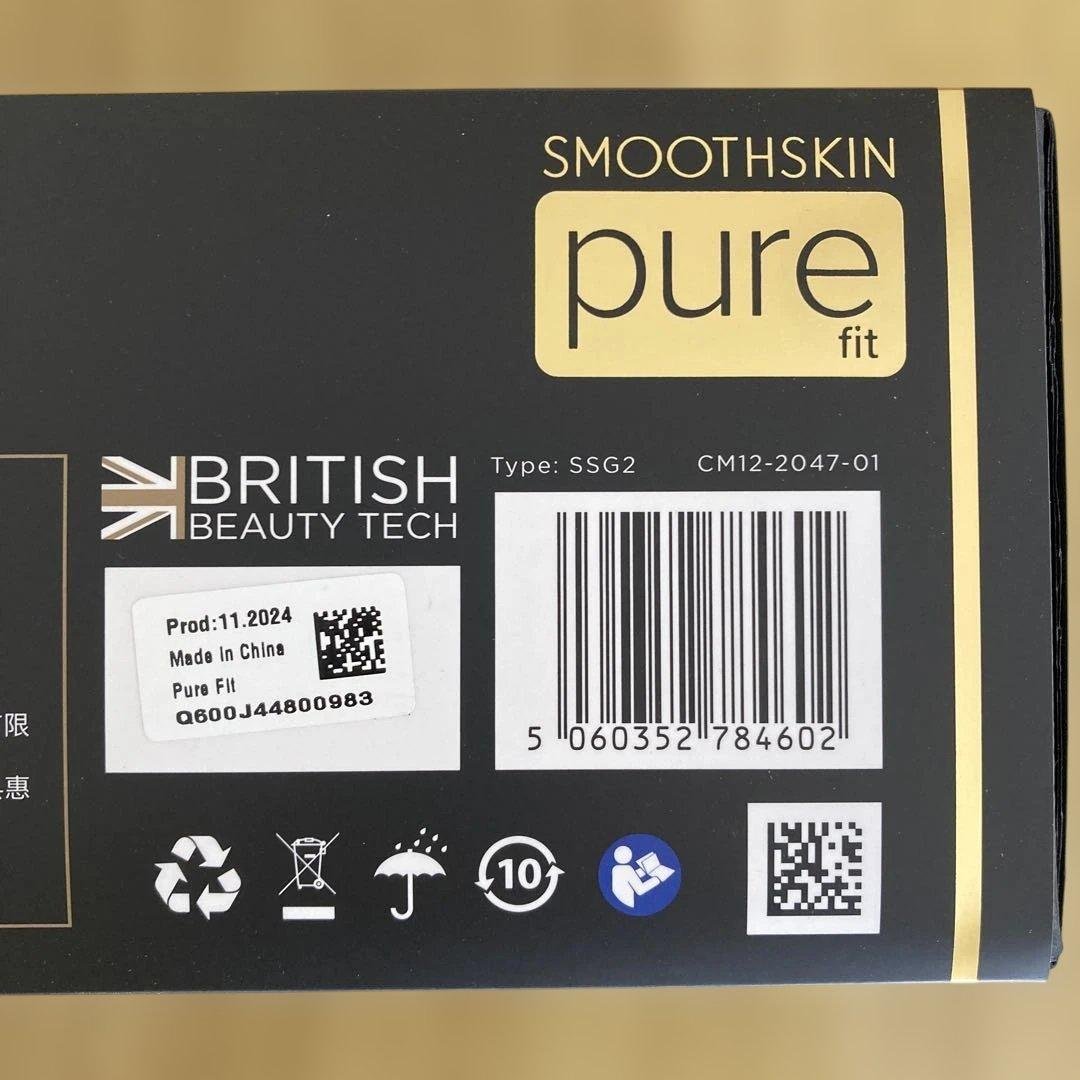 SMOOTHSKIN
pure
fit
BRITISH
BEAUTY TECH
Type: SSG2
CM12-2047-01
Prod:11.2024
Made in China
Pure Fit
Q600J44800983
5 060352 784602
限
惠
10